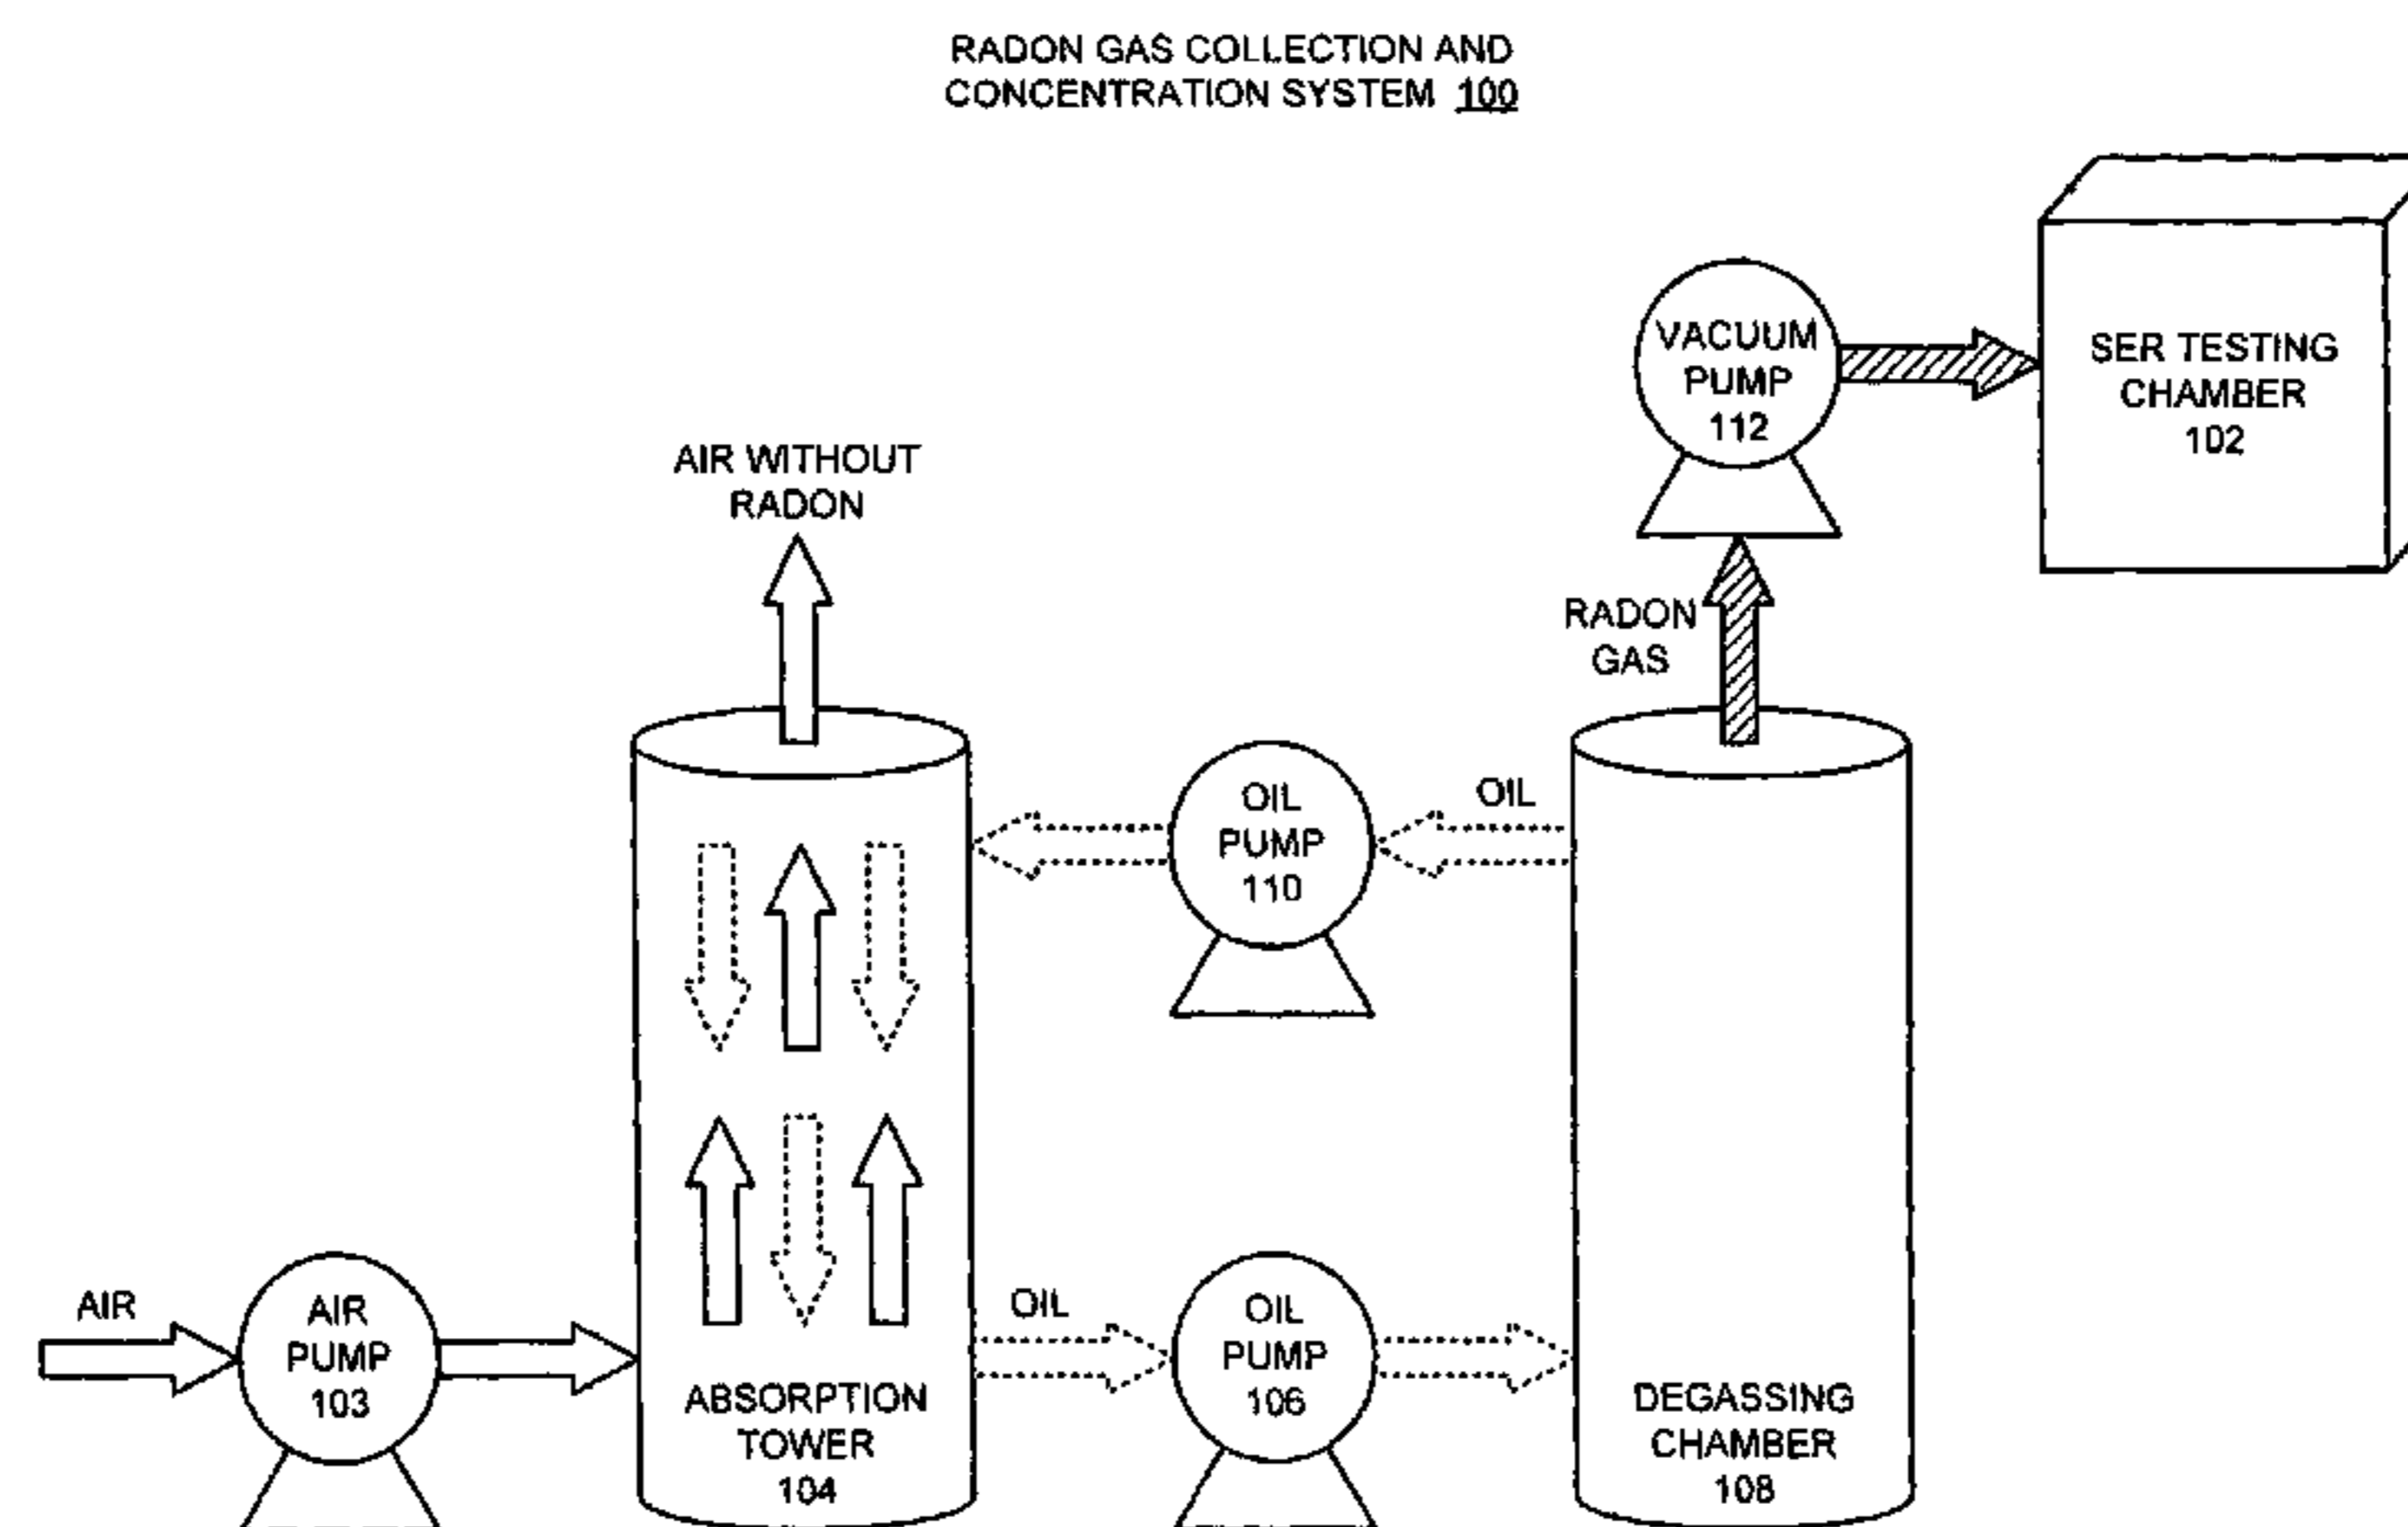 RADON GAS COLLECTION AND
CONCENTRATION SYSTEM 100
VACUUM
PUMP
112
SER TESTING
CHAMBER
102
AIR WITHOUT
RADON
RADON
GAS
OIL
PUMP
110
OIL
AIR
AIR
PUMP
103
ABSORPTION
TOWER
104
OIL
OIL
PUMP
106
DEGASSING
CHAMBER
108